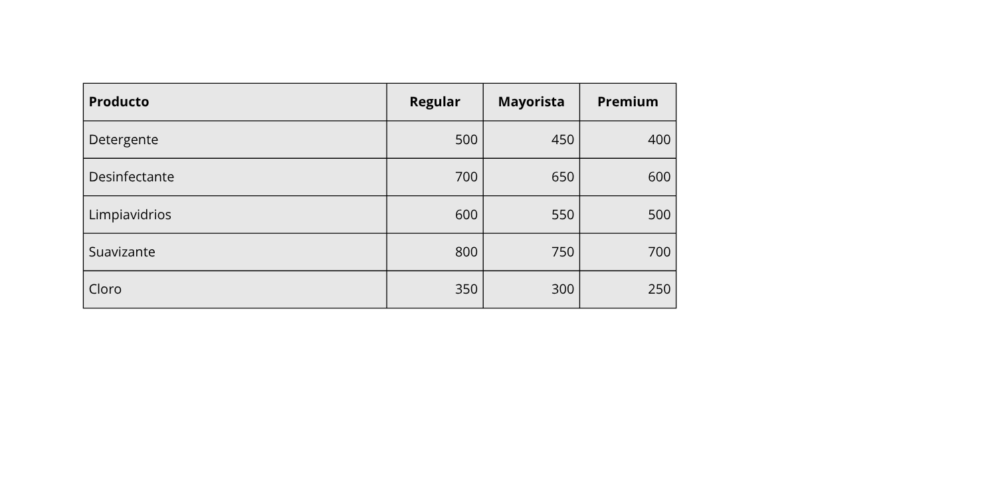 Producto Regular Mayorista Premium
Detergente 500 450 400
Desinfectante 700 650 600
Limpiavidrios 600 550 500
Suavizante 800 750 700
Cloro 350 300 250